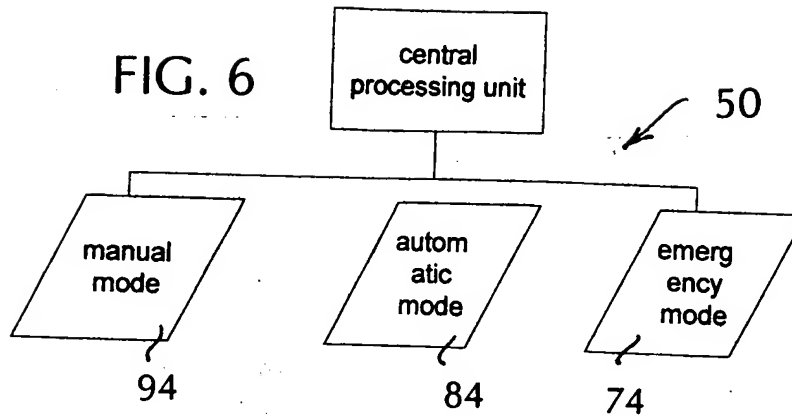 FIG. 6
central
processing unit
50
manual
mode
autom
atic
mode
emerg
ency
mode
94
84
74